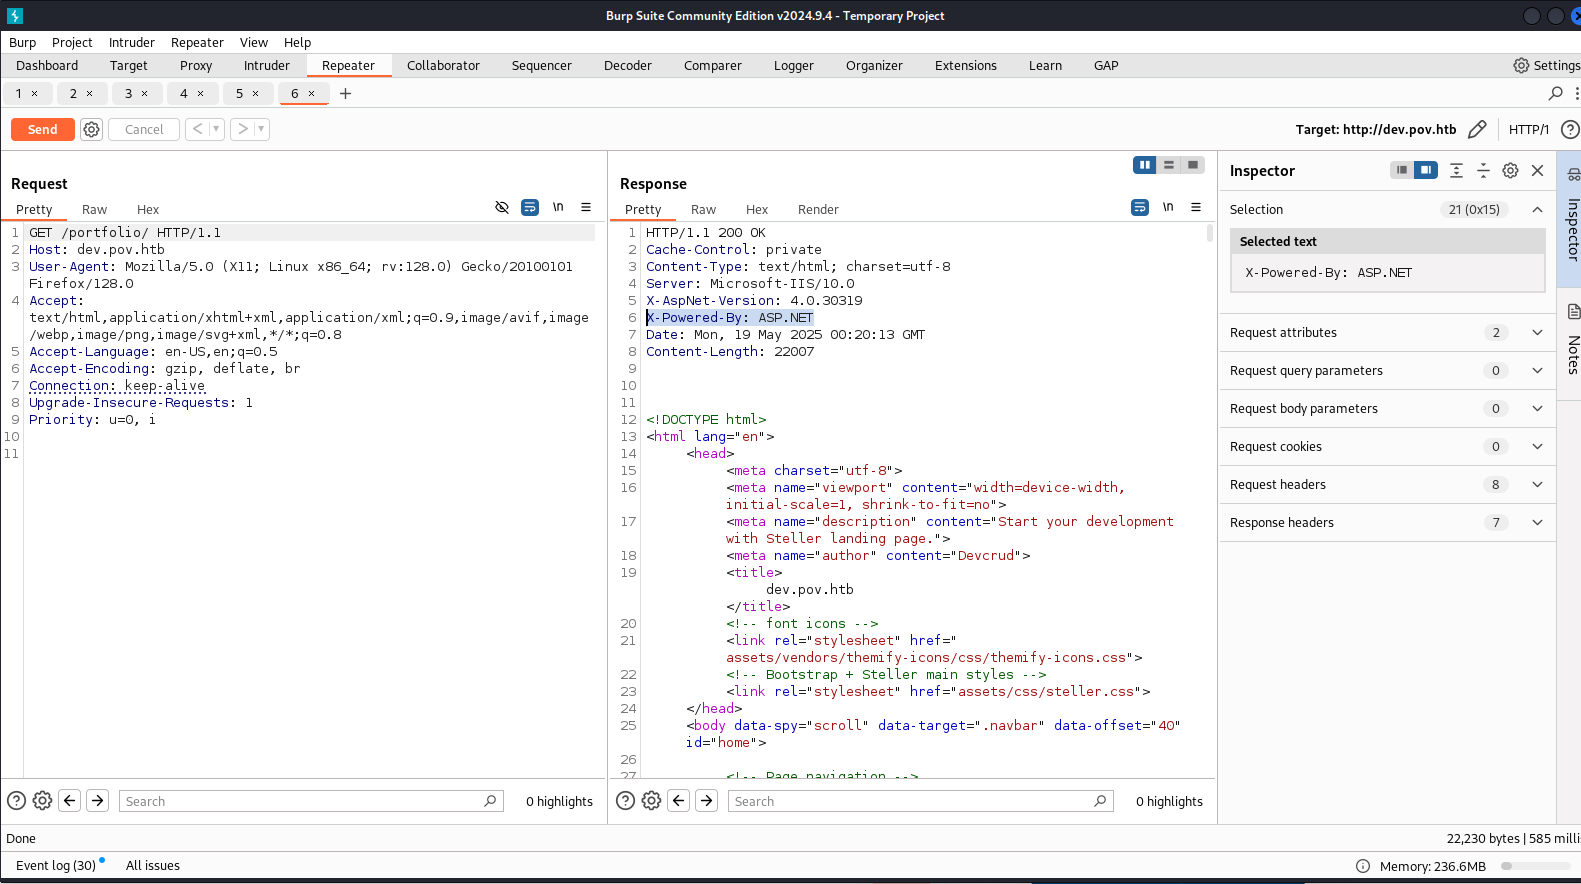 Burp Suite Community Edition v2024.9.4 - Temporary Project
Burp Project Intruder Repeater View Help
Dashboard Target Proxy Intruder Repeater Collaborator Sequencer Decoder Comparer Logger Organizer Extensions Learn GAP Settings
1 × 2 × 3 × 4 × 5 × 6 × +
Send Cancel < > Target: http://dev.pov.htb HTTP/1 ?
Request
Pretty Raw Hex \n
1 GET /portfolio/ HTTP/1.1
2 Host: dev.pov.htb
3 User-Agent: Mozilla/5.0 (X11; Linux x86_64; rv:128.0) Gecko/20100101
Firefox/128.0
4 Accept:
text/html,application/xhtml+xml,application/xml;q=0.9,image/avif,image
/webp,image/png,image/svg+xml,*/*;q=0.8
5 Accept-Language: en-US,en;q=0.5
6 Accept-Encoding: gzip, deflate, br
7 Connection: keep-alive
8 Upgrade-Insecure-Requests: 1
9 Priority: u=0, i
10
11
Search 0 highlights
Response
Pretty Raw Hex Render \n
1 HTTP/1.1 200 OK
2 Cache-Control: private
3 Content-Type: text/html; charset=utf-8
4 Server: Microsoft-IIS/10.0
5 X-AspNet-Version: 4.0.30319
6 X-Powered-By: ASP.NET
7 Date: Mon, 19 May 2025 00:20:13 GMT
8 Content-Length: 22007
9
10
11
12 <!DOCTYPE html>
13 <html lang="en">
14 <head>
15 <meta charset="utf-8">
16 <meta name="viewport" content="width=device-width,
initial-scale=1, shrink-to-fit=no">
17 <meta name="description" content="Start your development
with Steller landing page.">
18 <meta name="author" content="Devcrud">
19 <title>
dev.pov.htb
</title>
20 <!-- font icons -->
21 <link rel="stylesheet" href="
assets/vendors/themify-icons/css/themify-icons.css">
22 <!-- Bootstrap + Steller main styles -->
23 <link rel="stylesheet" href="assets/css/steller.css">
24 </head>
25 <body data-spy="scroll" data-target=".navbar" data-offset="40"
id="home">
26
27 <!-- Page navigation -->
Search 0 highlights
Inspector
Selection 21 (0x15)
Selected text
X-Powered-By: ASP.NET
Request attributes 2
Request query parameters 0
Request body parameters 0
Request cookies 0
Request headers 8
Response headers 7
Inspector
Notes
Done 22,230 bytes | 585 milli
Event log (30) All issues Memory: 236.6MB